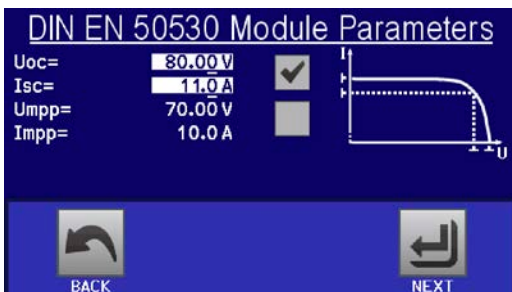 DIN EN 50530 Module Parameters
Uoc= 80.00 V
Isc= 11.0 A
Umpp= 70.00 V
Impp= 10.0 A
I
U
BACK
NEXT